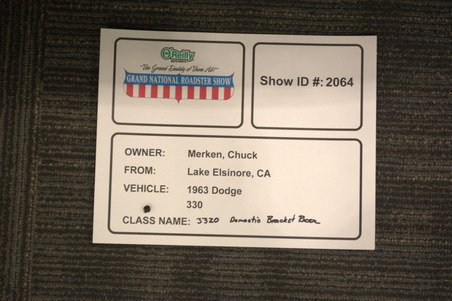 O'Reilly
"The Grand Daddy of Them All!"
GRAND NATIONAL ROADSTER SHOW
Show ID #: 2064
OWNER: Merken, Chuck
FROM: Lake Elsinore, CA
VEHICLE: 1963 Dodge
330
CLASS NAME: 3320 Domestic Bracket